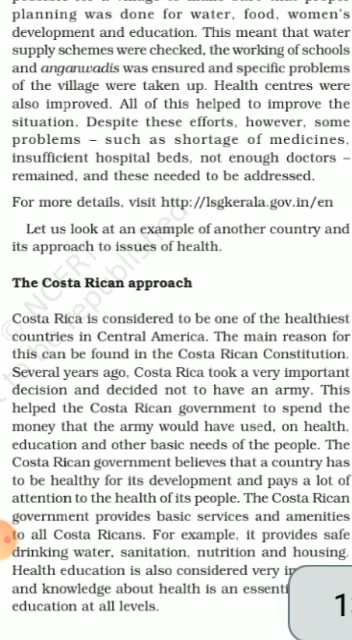 planning was done for water, food, women's
development and education. This meant that water
supply schemes were checked, the working of schools
and anganwadis was ensured and specific problems
of the village were taken up. Health centres were
also improved. All of this helped to improve the
situation. Despite these efforts, however, some
problems – such as shortage of medicines,
insufficient hospital beds, not enough doctors –
remained, and these needed to be addressed.
For more details, visit http://lsgkerala.gov.in/en
Let us look at an example of another country and
its approach to issues of health.
The Costa Rican approach
Costa Rica is considered to be one of the healthiest
countries in Central America. The main reason for
this can be found in the Costa Rican Constitution.
Several years ago, Costa Rica took a very important
decision and decided not to have an army. This
helped the Costa Rican government to spend the
money that the army would have used, on health,
education and other basic needs of the people. The
Costa Rican government believes that a country has
to be healthy for its development and pays a lot of
attention to the health of its people. The Costa Rican
government provides basic services and amenities
to all Costa Ricans. For example, it provides safe
drinking water, sanitation, nutrition and housing.
Health education is also considered very
and knowledge about health is an
education at all levels.